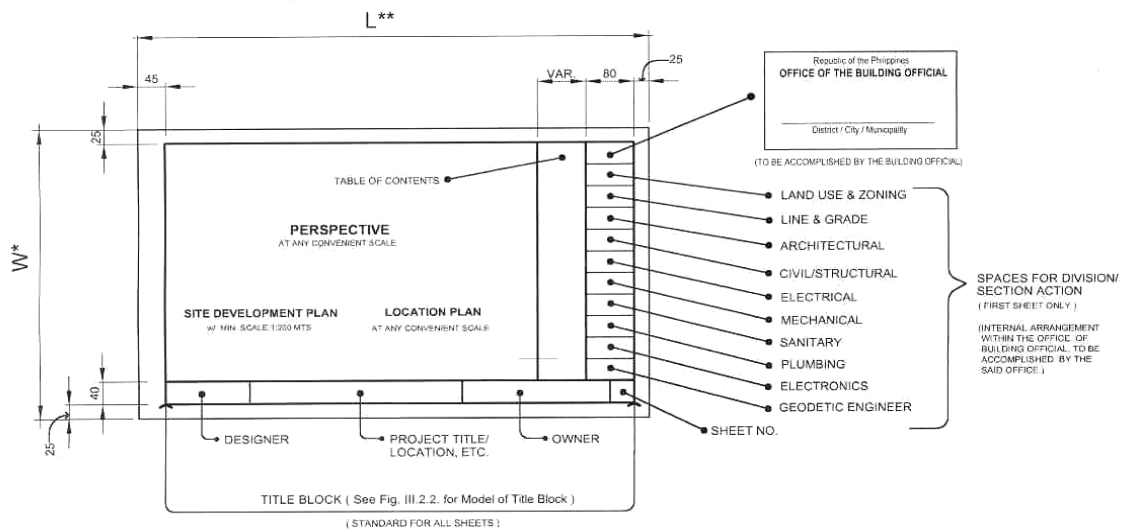 L**
45
VAR.
80
25
Republic of the Philippines
OFFICE OF THE BUILDING OFFICIAL
District / City / Municipality
(TO BE ACCOMPLISHED BY THE BUILDING OFFICIAL)
25
W*
TABLE OF CONTENTS
PERSPECTIVE
AT ANY CONVENIENT SCALE
SITE DEVELOPMENT PLAN
w/ MIN. SCALE 1:200 MTS
LOCATION PLAN
AT ANY CONVENIENT SCALE
LAND USE & ZONING
LINE & GRADE
ARCHITECTURAL
CIVIL/STRUCTURAL
ELECTRICAL
MECHANICAL
SANITARY
PLUMBING
ELECTRONICS
GEODETIC ENGINEER
SHEET NO.
SPACES FOR DIVISION/
SECTION ACTION
( FIRST SHEET ONLY )
(INTERNAL ARRANGEMENT
WITHIN THE OFFICE OF
BUILDING OFFICIAL, TO BE
ACCOMPLISHED BY THE
SAID OFFICE.)
40
25
DESIGNER
PROJECT TITLE/
LOCATION, ETC.
OWNER
TITLE BLOCK ( See Fig. III.2.2. for Model of Title Block )
( STANDARD FOR ALL SHEETS )